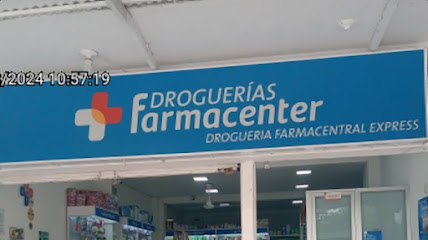 /2024 10:57:19
DROGUERÍAS
farmacenter
DROGUERIA FARMACENTRAL EXPRESS